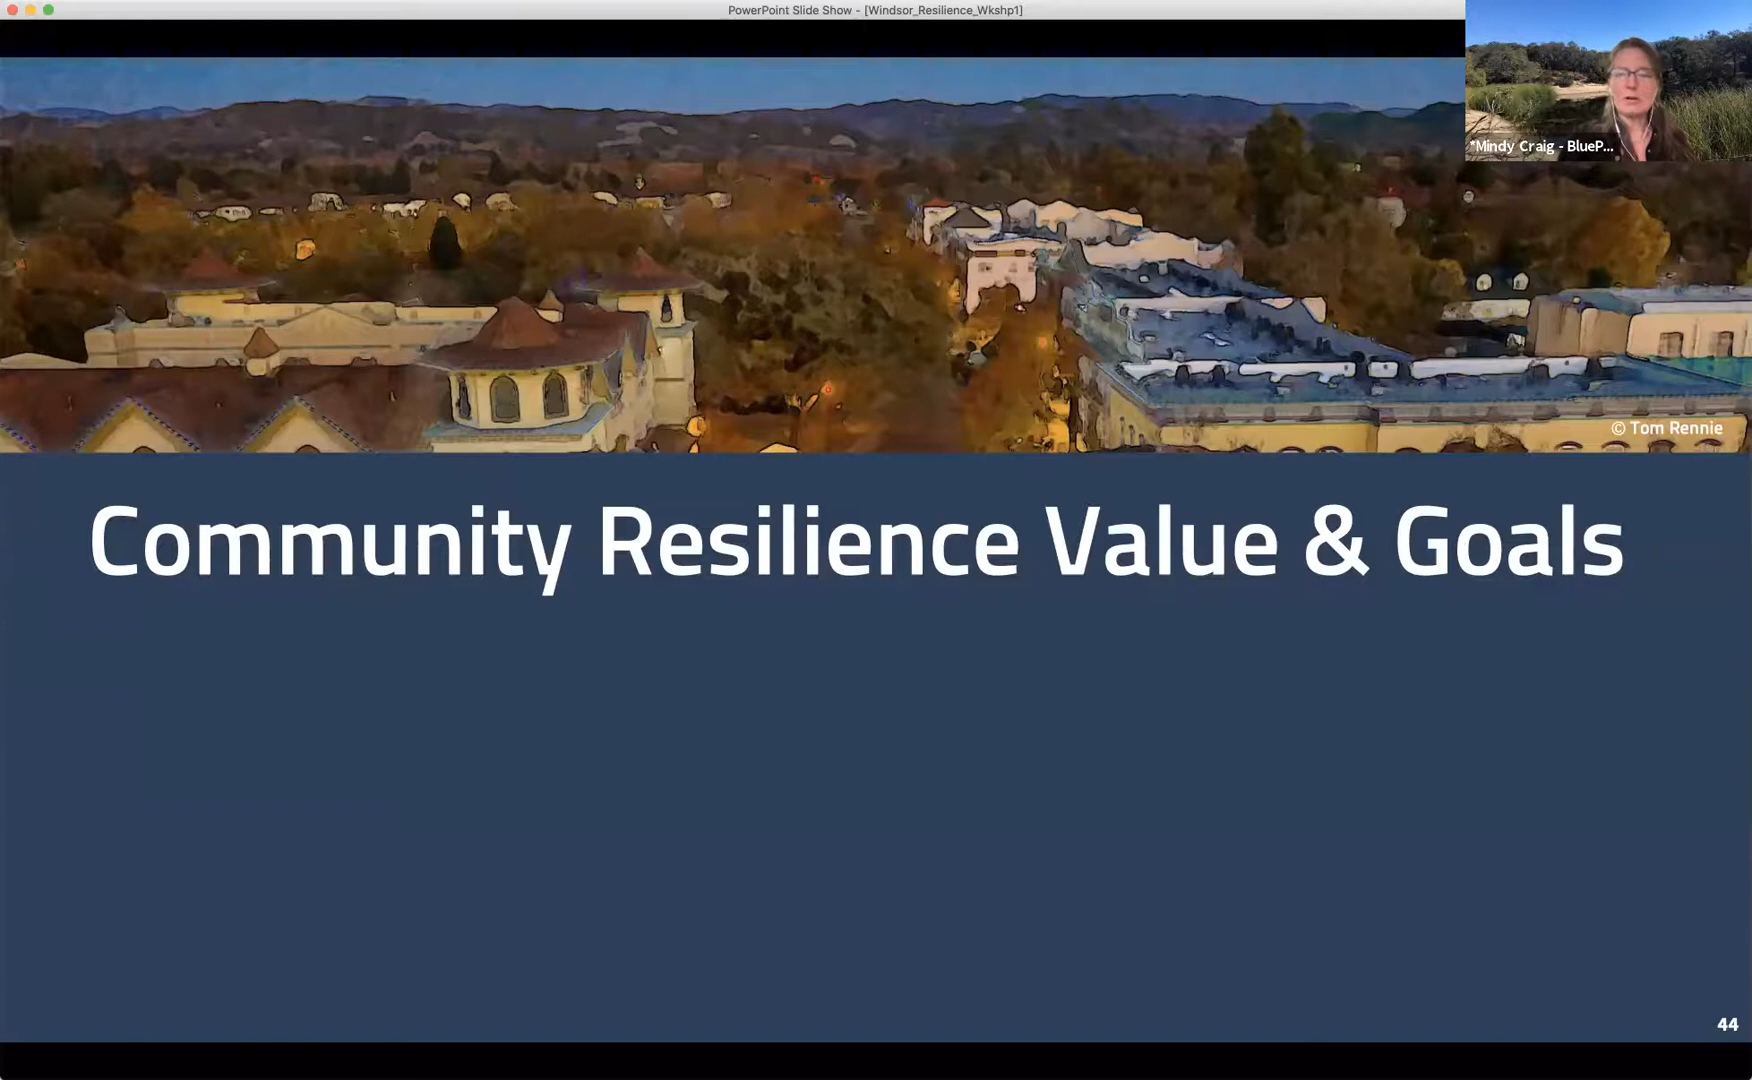 PowerPoint Slide Show - [Windsor_Resilience_Wkshp1]
*Mindy Craig - BlueP...
© Tom Rennie
Community Resilience Value & Goals
44